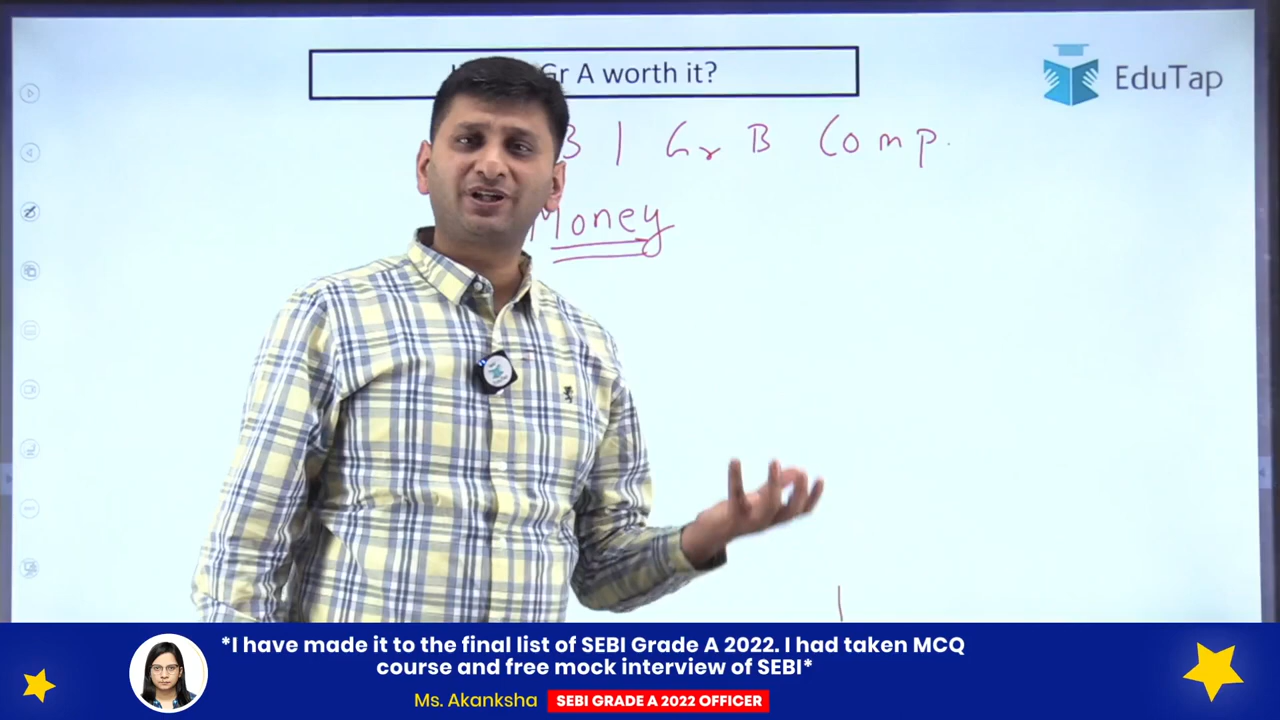 Gr A worth it?
EduTap
B I Gr B Comp.
Money
*I have made it to the final list of SEBI Grade A 2022. I had taken MCQ
course and free mock interview of SEBI*
Ms. Akanksha SEBI GRADE A 2022 OFFICER